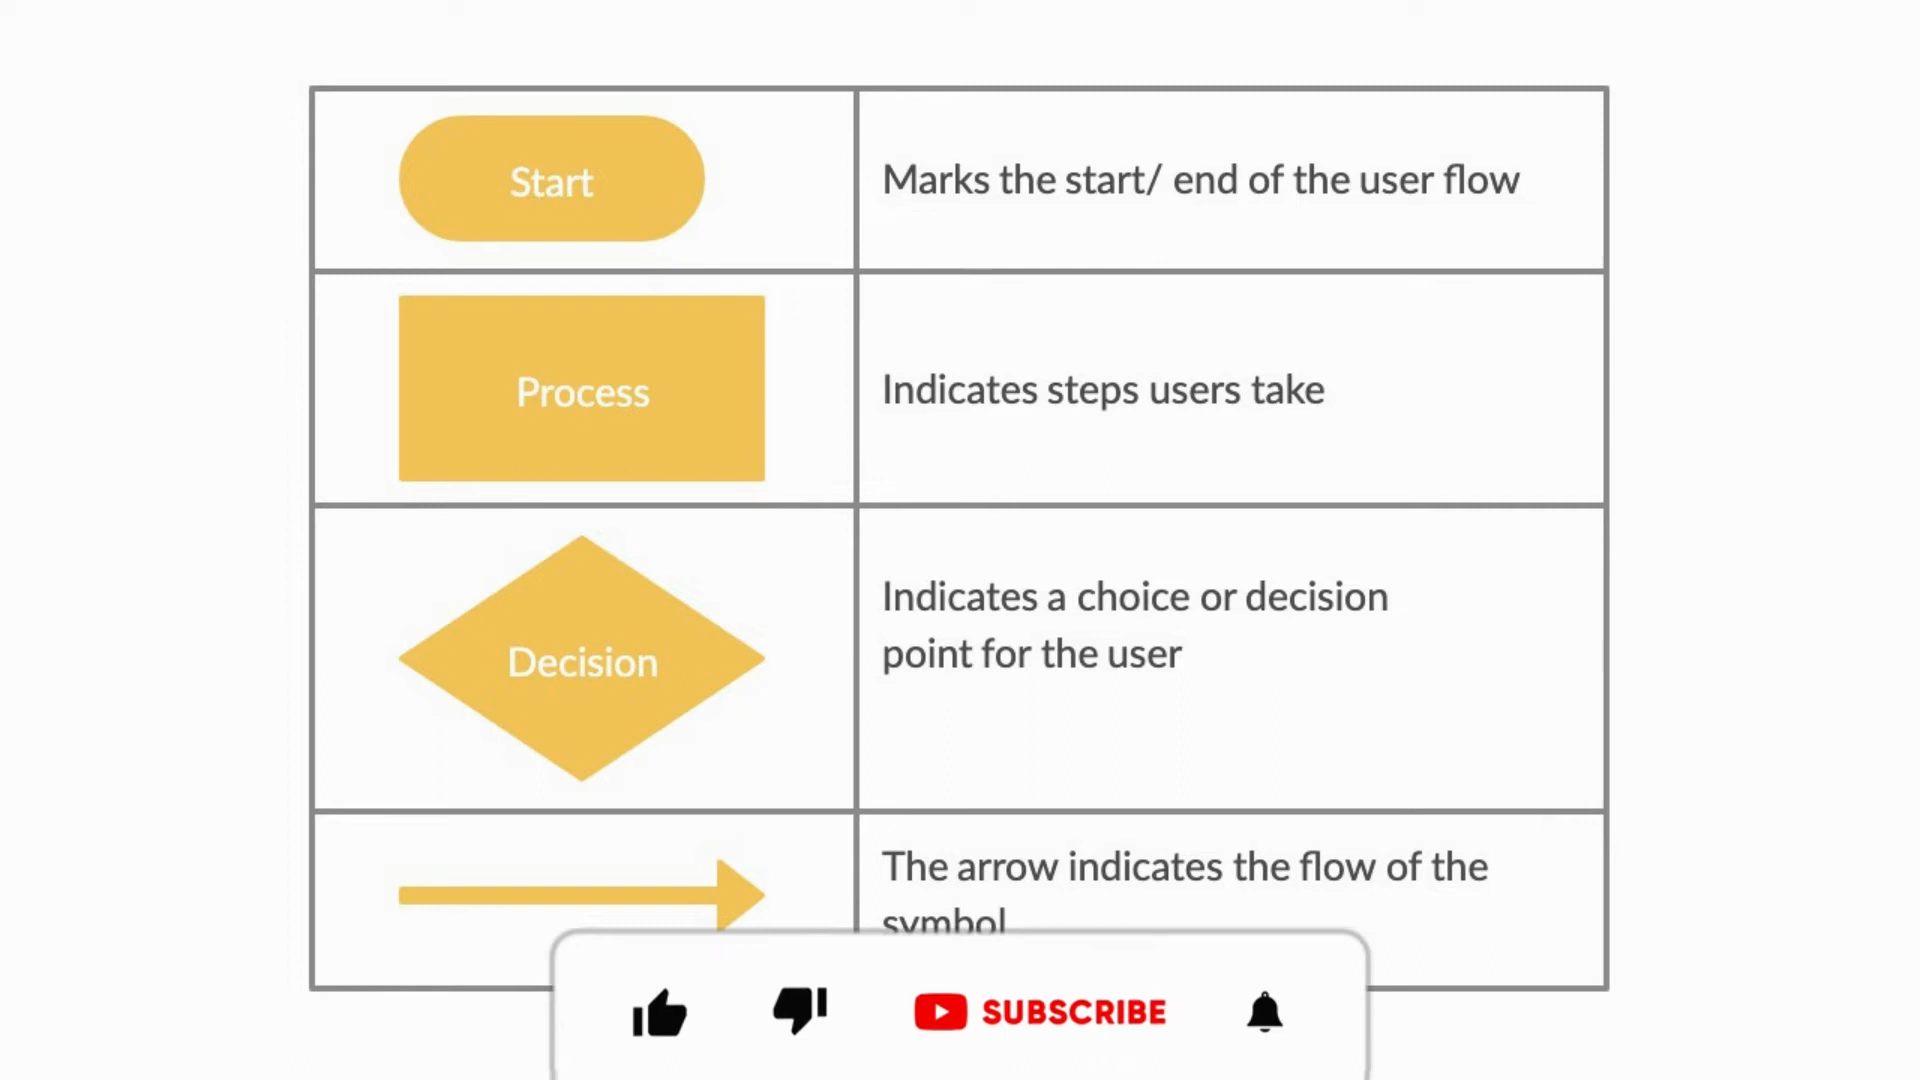 Start
Marks the start/ end of the user flow
Process
Indicates steps users take
Decision
Indicates a choice or decision
point for the user
The arrow indicates the flow of the
symbol
SUBSCRIBE